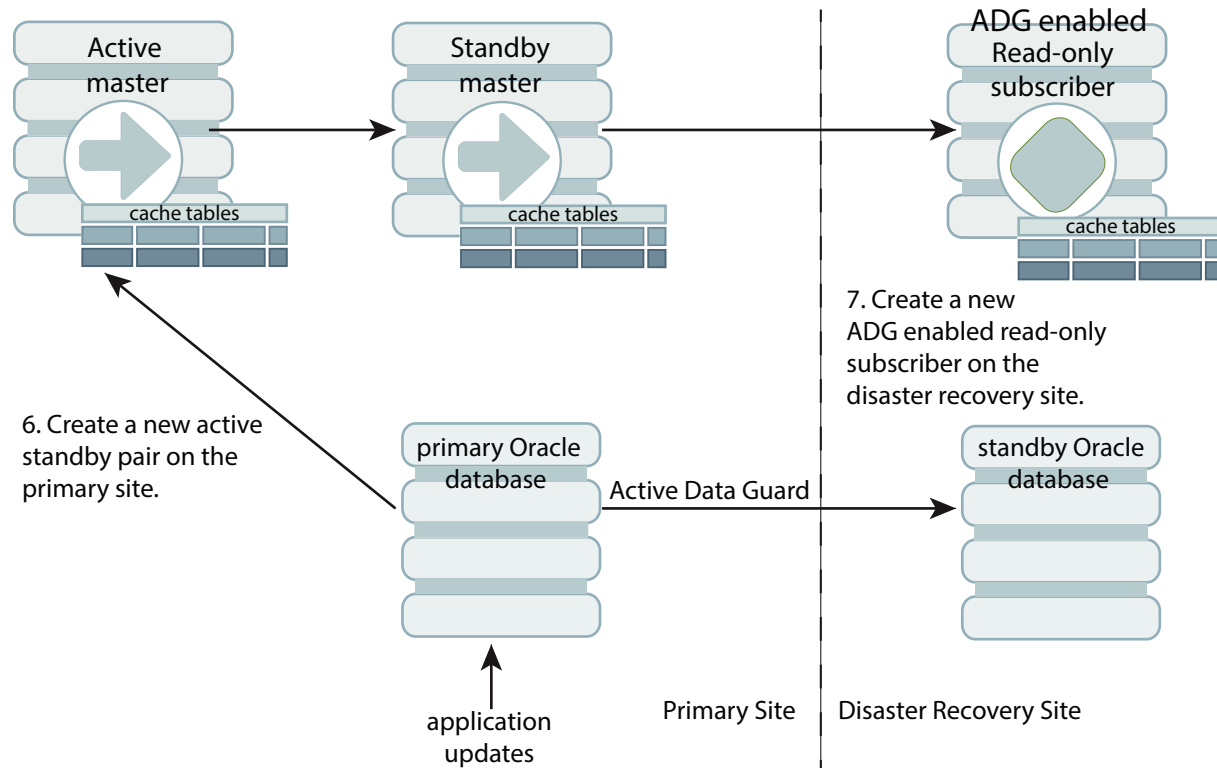 Active
master
Standby
master
ADG enabled
Read-only
subscriber
cache tables
cache tables
cache tables
7. Create a new
ADG enabled read-only
subscriber on the
disaster recovery site.
6. Create a new active
standby pair on the
primary site.
primary Oracle
database
Active Data Guard
standby Oracle
database
application
updates
Primary Site
Disaster Recovery Site